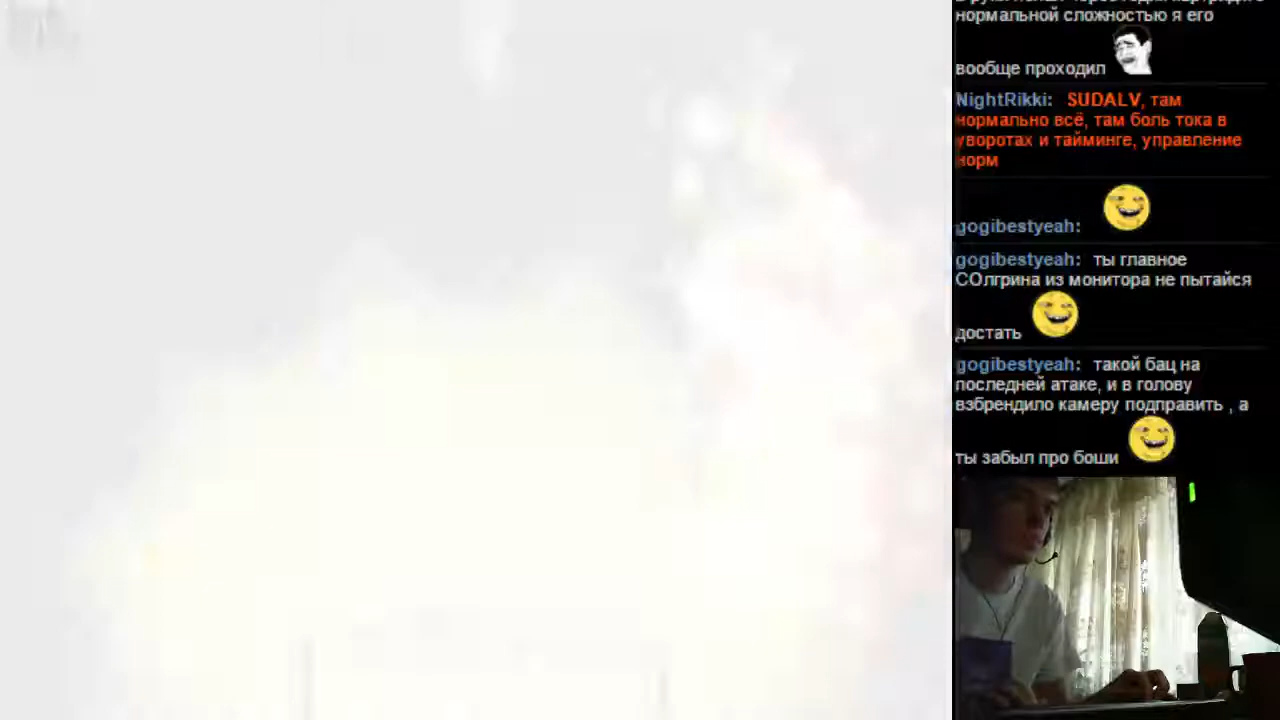 нормальной сложностью я его
вообще проходил
NightRikki: SUDALV, там
нормально всё, там боль тока в
уворотах и тайминге, управление
норм
gogibestyeah:
gogibestyeah: ты главное
СОлгрина из монитора не пытайся
достать
gogibestyeah: такой бац на
последней атаке, и в голову
взбрендило камеру подправить , а
ты забыл про боши